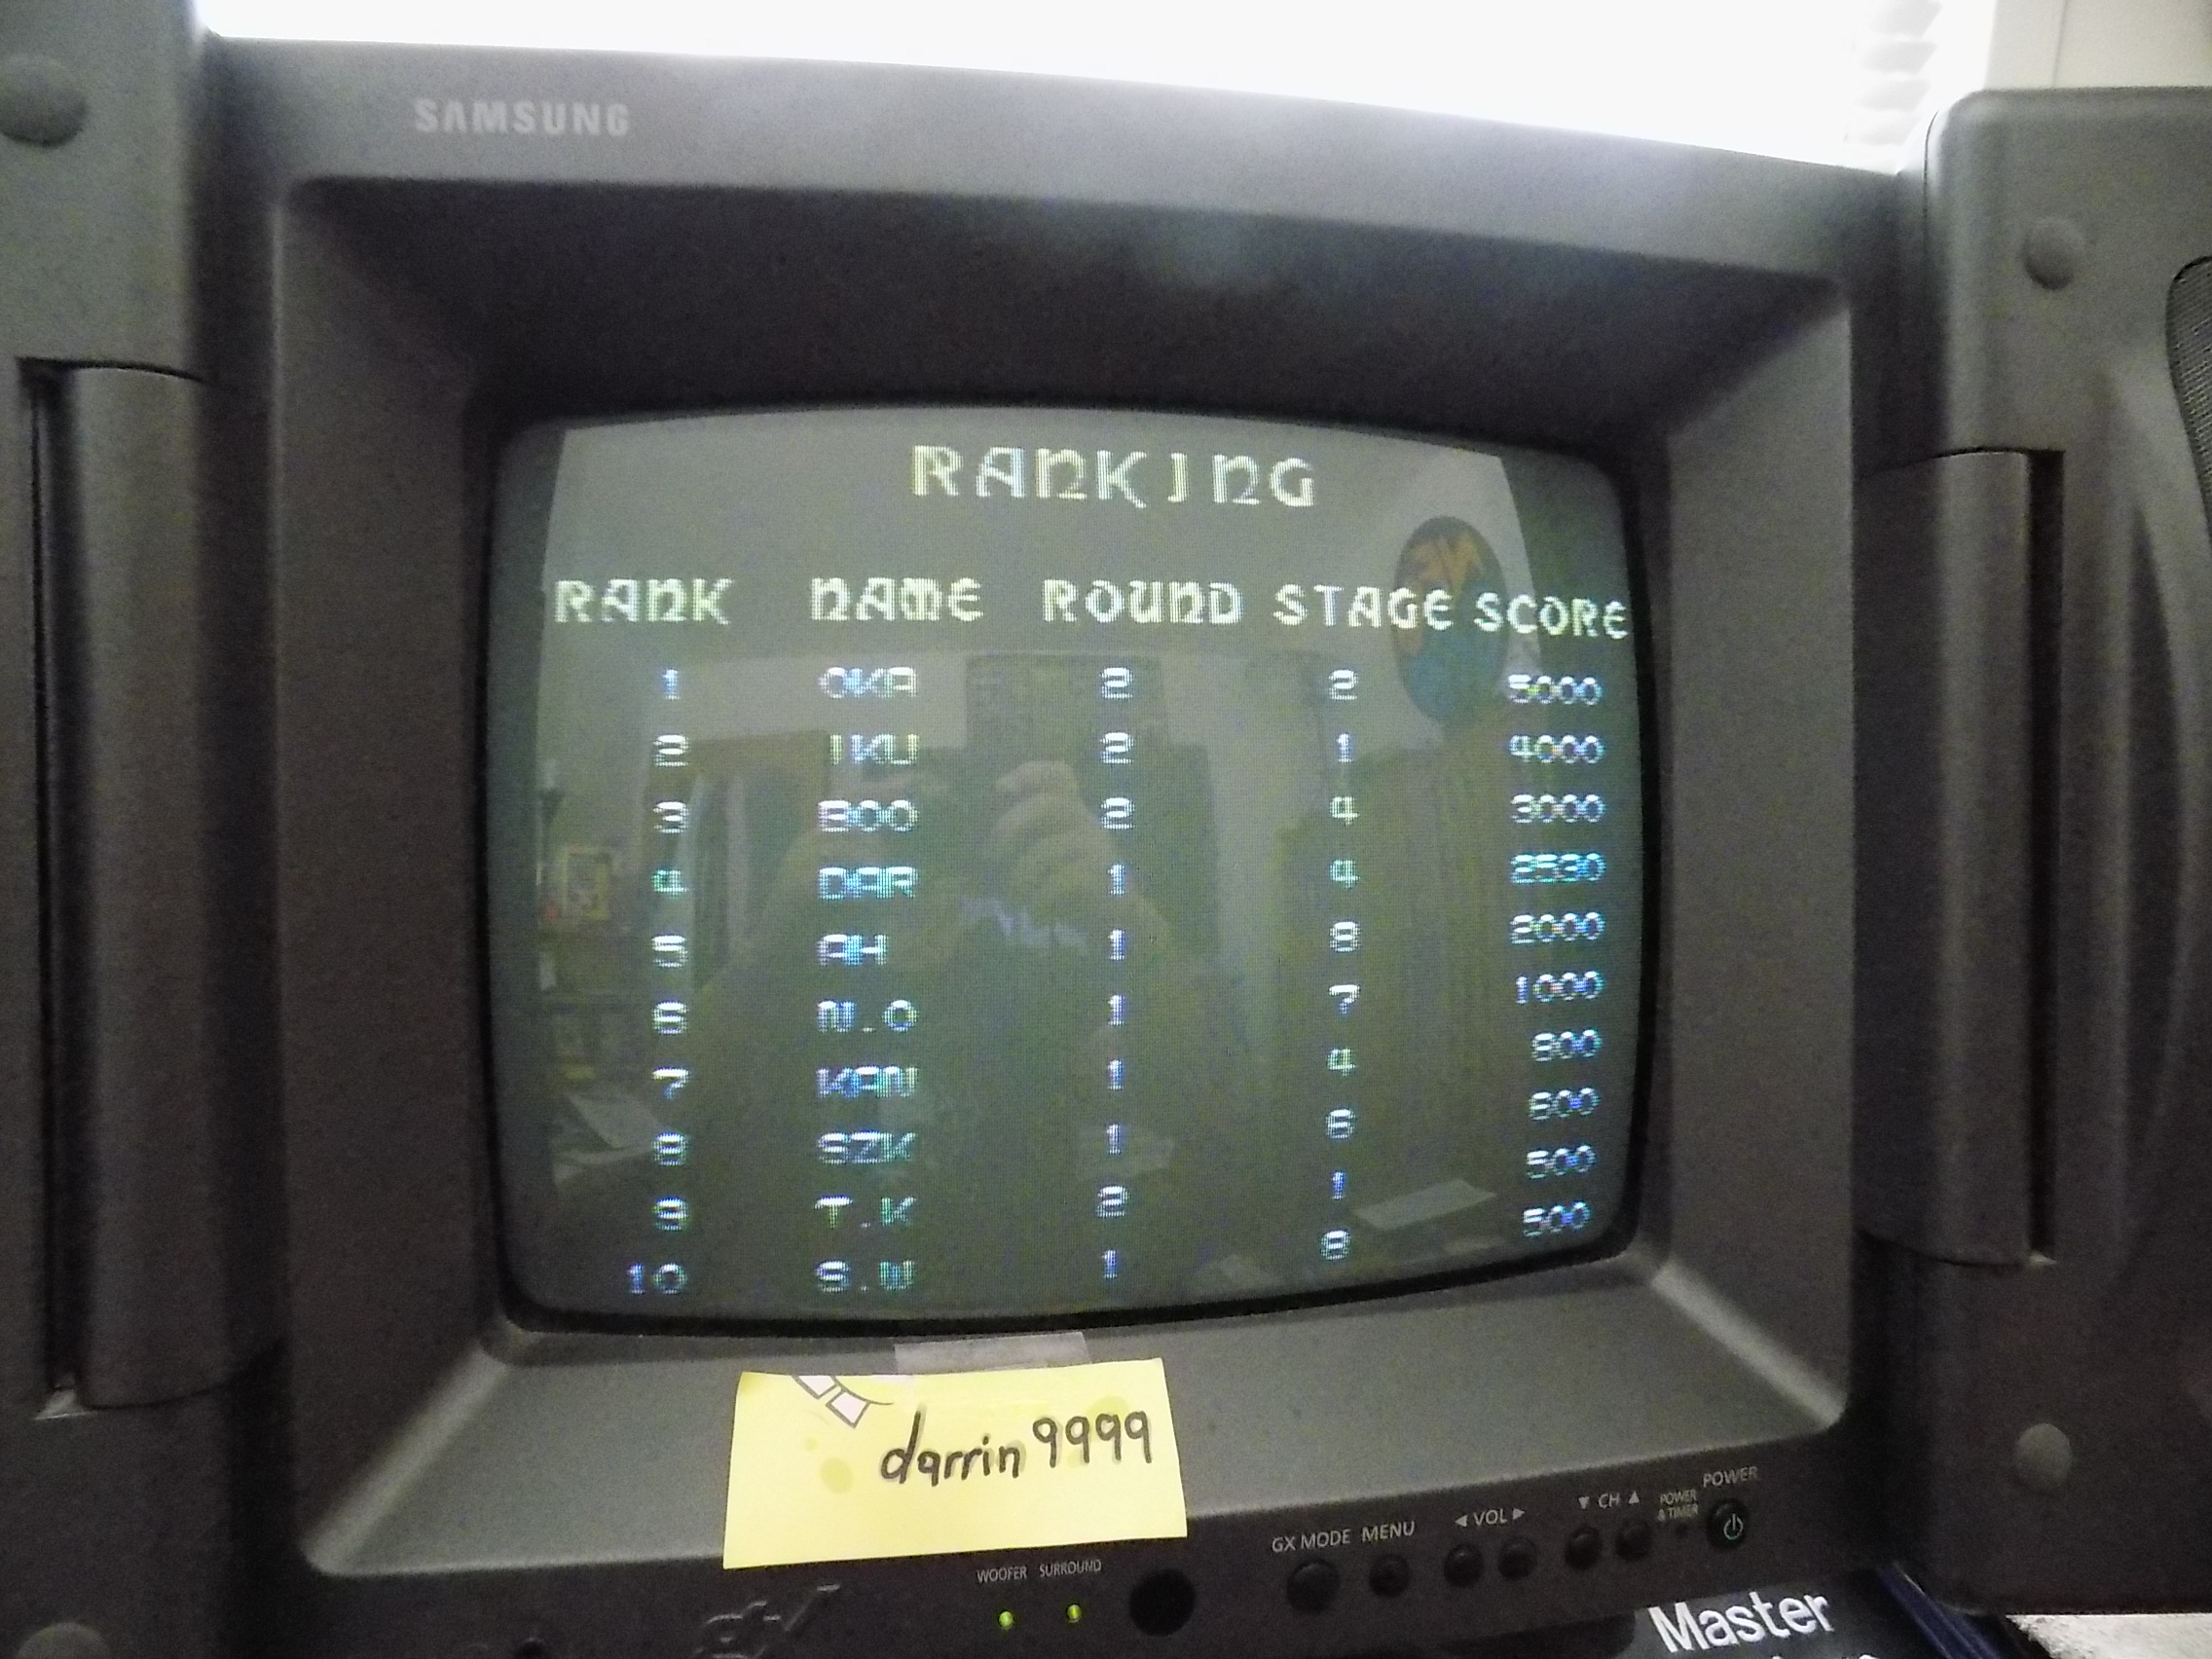 SAMSUNG
RANKING
RANK NAME ROUND STAGE SCORE
1 OKA 2 2 5000
2 IKU 2 1 4000
3 BOO 2 4 3000
4 DAR 1 4 2530
5 AH 1 8 2000
6 N.O 1 7 1000
7 KAN 1 4 800
8 SZK 1 6 600
9 T.K 2 1 500
10 S.W 1 8 500
darrin9999
POWER
▼ CH ▲ POWER & TIMER
GX MODE MENU ◄ VOL ►
WOOFER SURROUND
Master